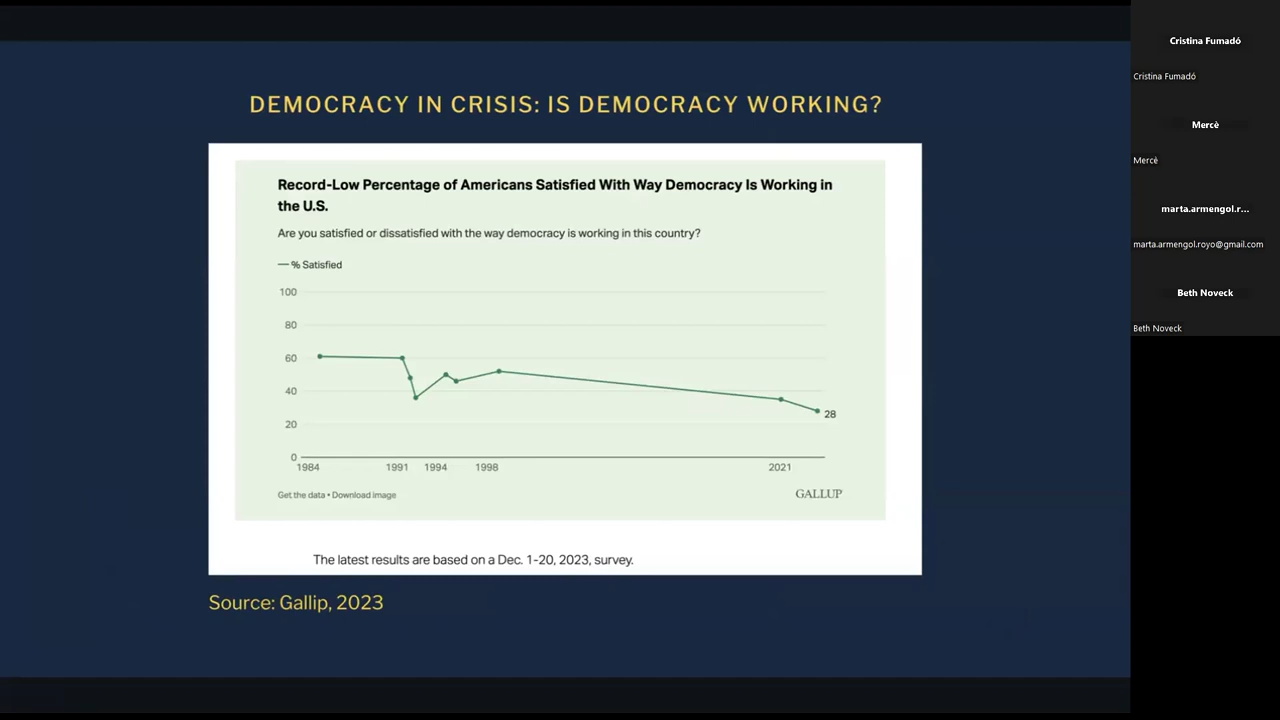 DEMOCRACY IN CRISIS: IS DEMOCRACY WORKING?
Record-Low Percentage of Americans Satisfied With Way Democracy Is Working in
the U.S.
Are you satisfied or dissatisfied with the way democracy is working in this country?
— % Satisfied
100
80
60
40
20
0
28
1984 1991 1994 1998 2021
Get the data • Download image
GALLUP
The latest results are based on a Dec. 1-20, 2023, survey.
Source: Gallip, 2023
Cristina Fumadó
Cristina Fumadó
Mercè
Mercè
marta.armengol.r...
marta.armengol.royo@gmail.com
Beth Noveck
Beth Noveck